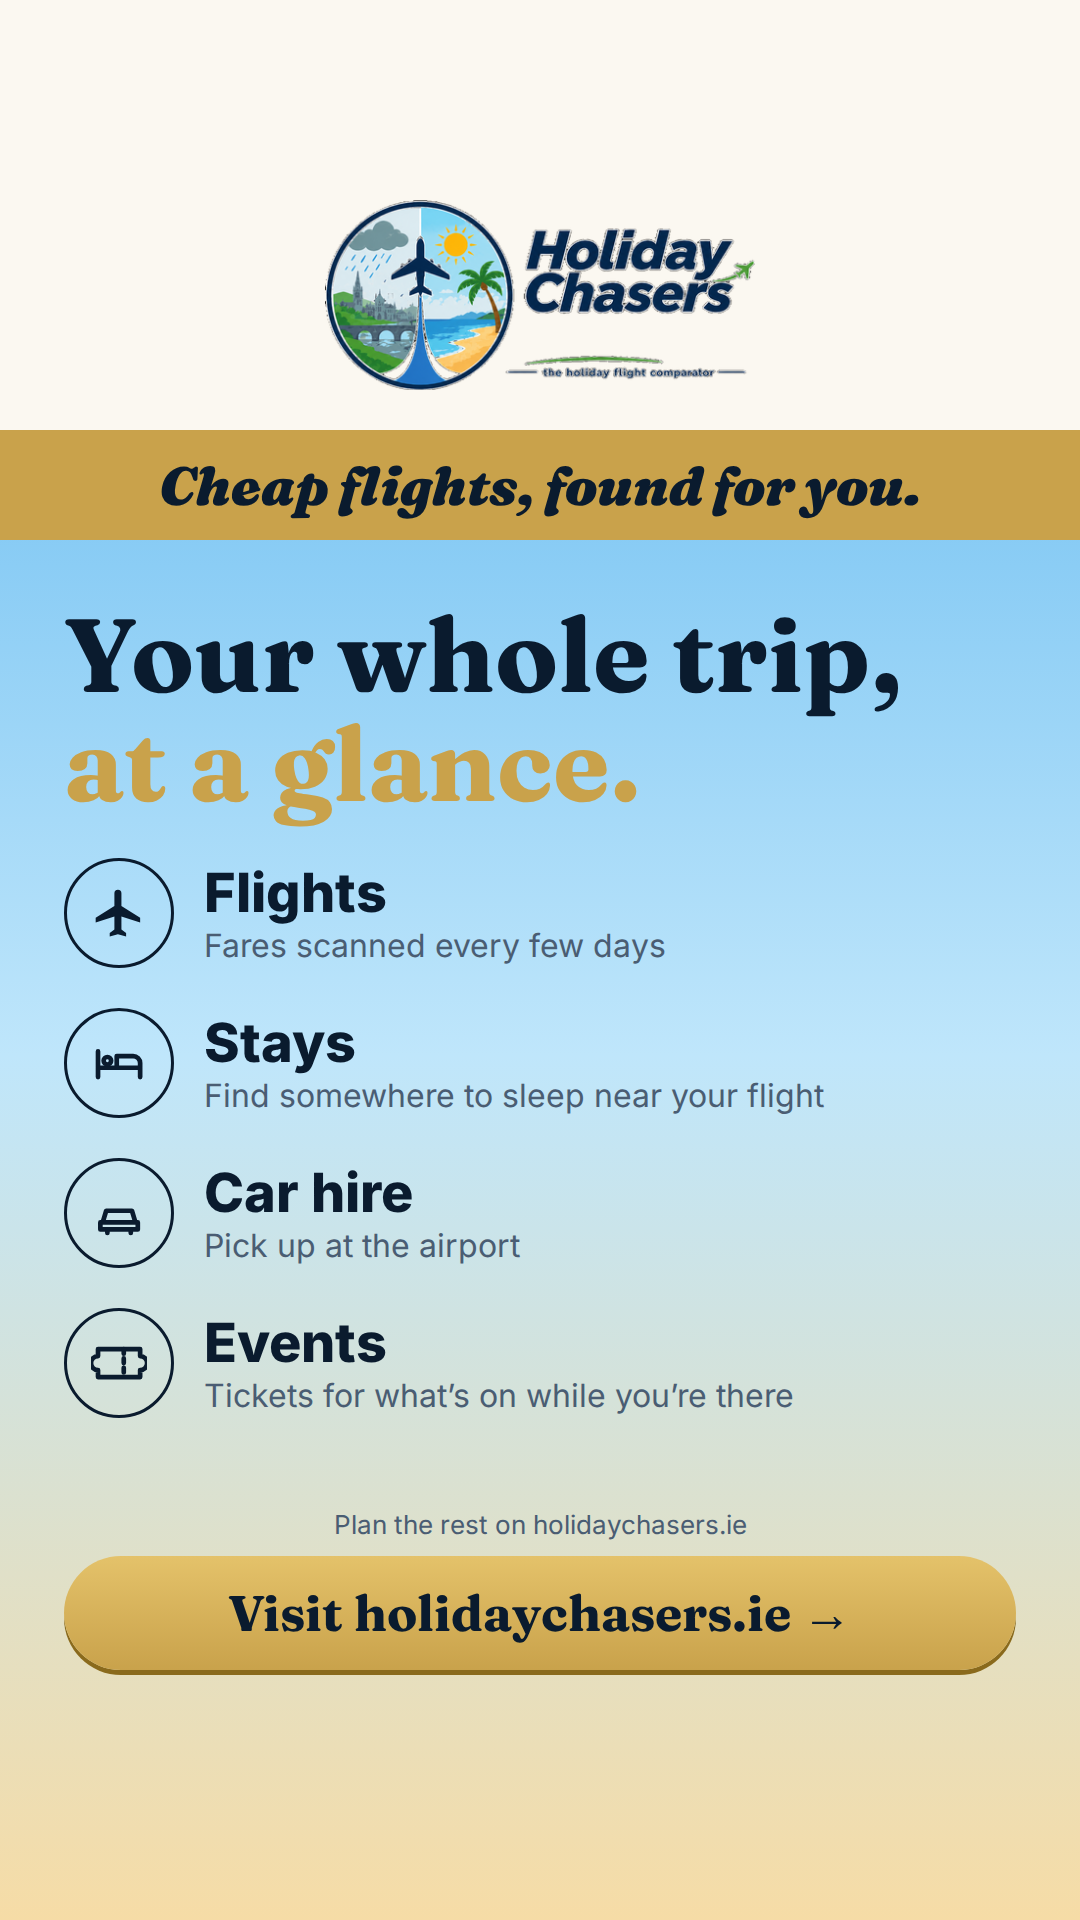 Holiday
Chasers
the holiday flight comparator
Cheap flights, found for you.
Your whole trip,
at a glance.
Flights
Fares scanned every few days
Stays
Find somewhere to sleep near your flight
Car hire
Pick up at the airport
Events
Tickets for what’s on while you’re there
Plan the rest on holidaychasers.ie
Visit holidaychasers.ie →